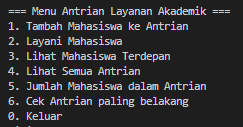 === Menu Antrian Layanan Akademik ===
1. Tambah Mahasiswa ke Antrian
2. Layani Mahasiswa
3. Lihat Mahasiswa Terdepan
4. Lihat Semua Antrian
5. Jumlah Mahasiswa dalam Antrian
6. Cek Antrian paling belakang
0. Keluar